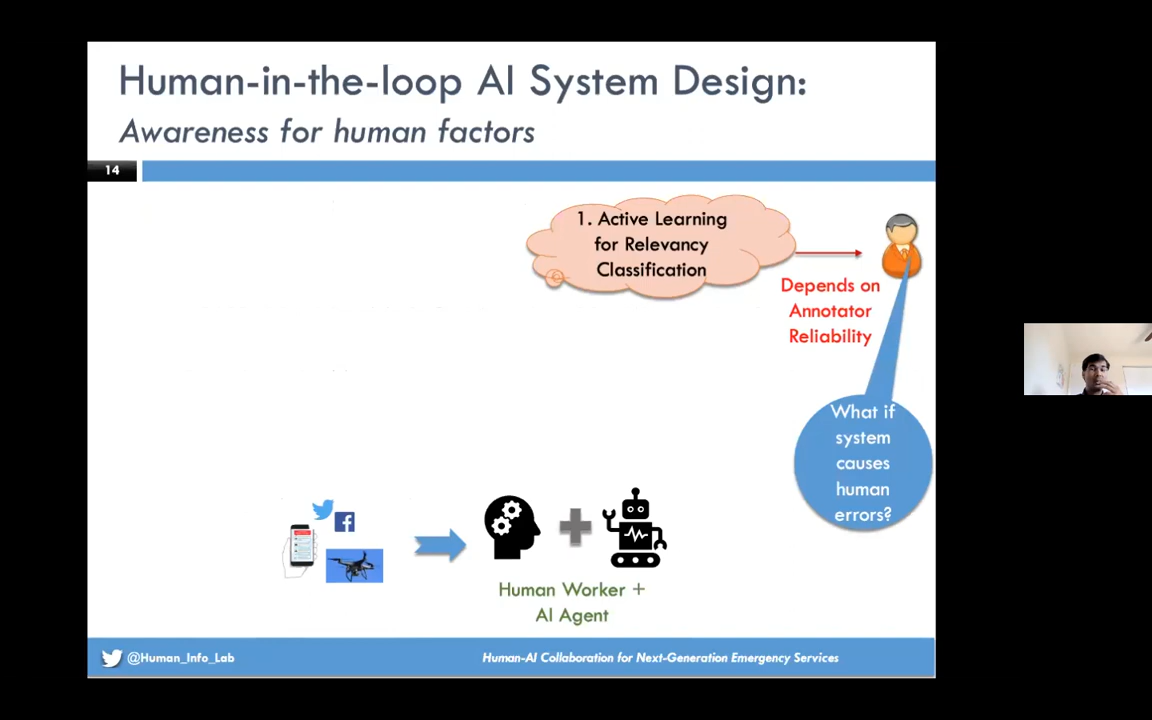 Human-in-the-loop AI System Design:
Awareness for human factors
14
1. Active Learning
for Relevancy
Classification
Depends on
Annotator
Reliability
What if
system
causes
human
errors?
Human Worker +
AI Agent
@Human_Info_Lab
Human-AI Collaboration for Next-Generation Emergency Services